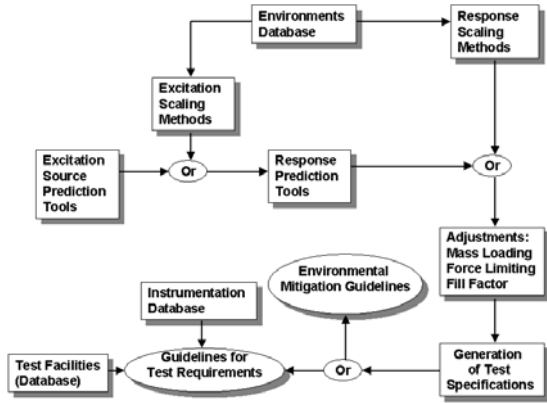 Environments
Database
Response
Scaling
Methods
Excitation
Scaling
Methods
Excitation
Source
Prediction
Tools
Or
Response
Prediction
Tools
Or
Adjustments:
Mass Loading
Force Limiting
Fill Factor
Environmental
Mitigation Guidelines
Instrumentation
Database
Test Facilities
(Database)
Guidelines for
Test Requirements
Or
Generation
of Test
Specifications